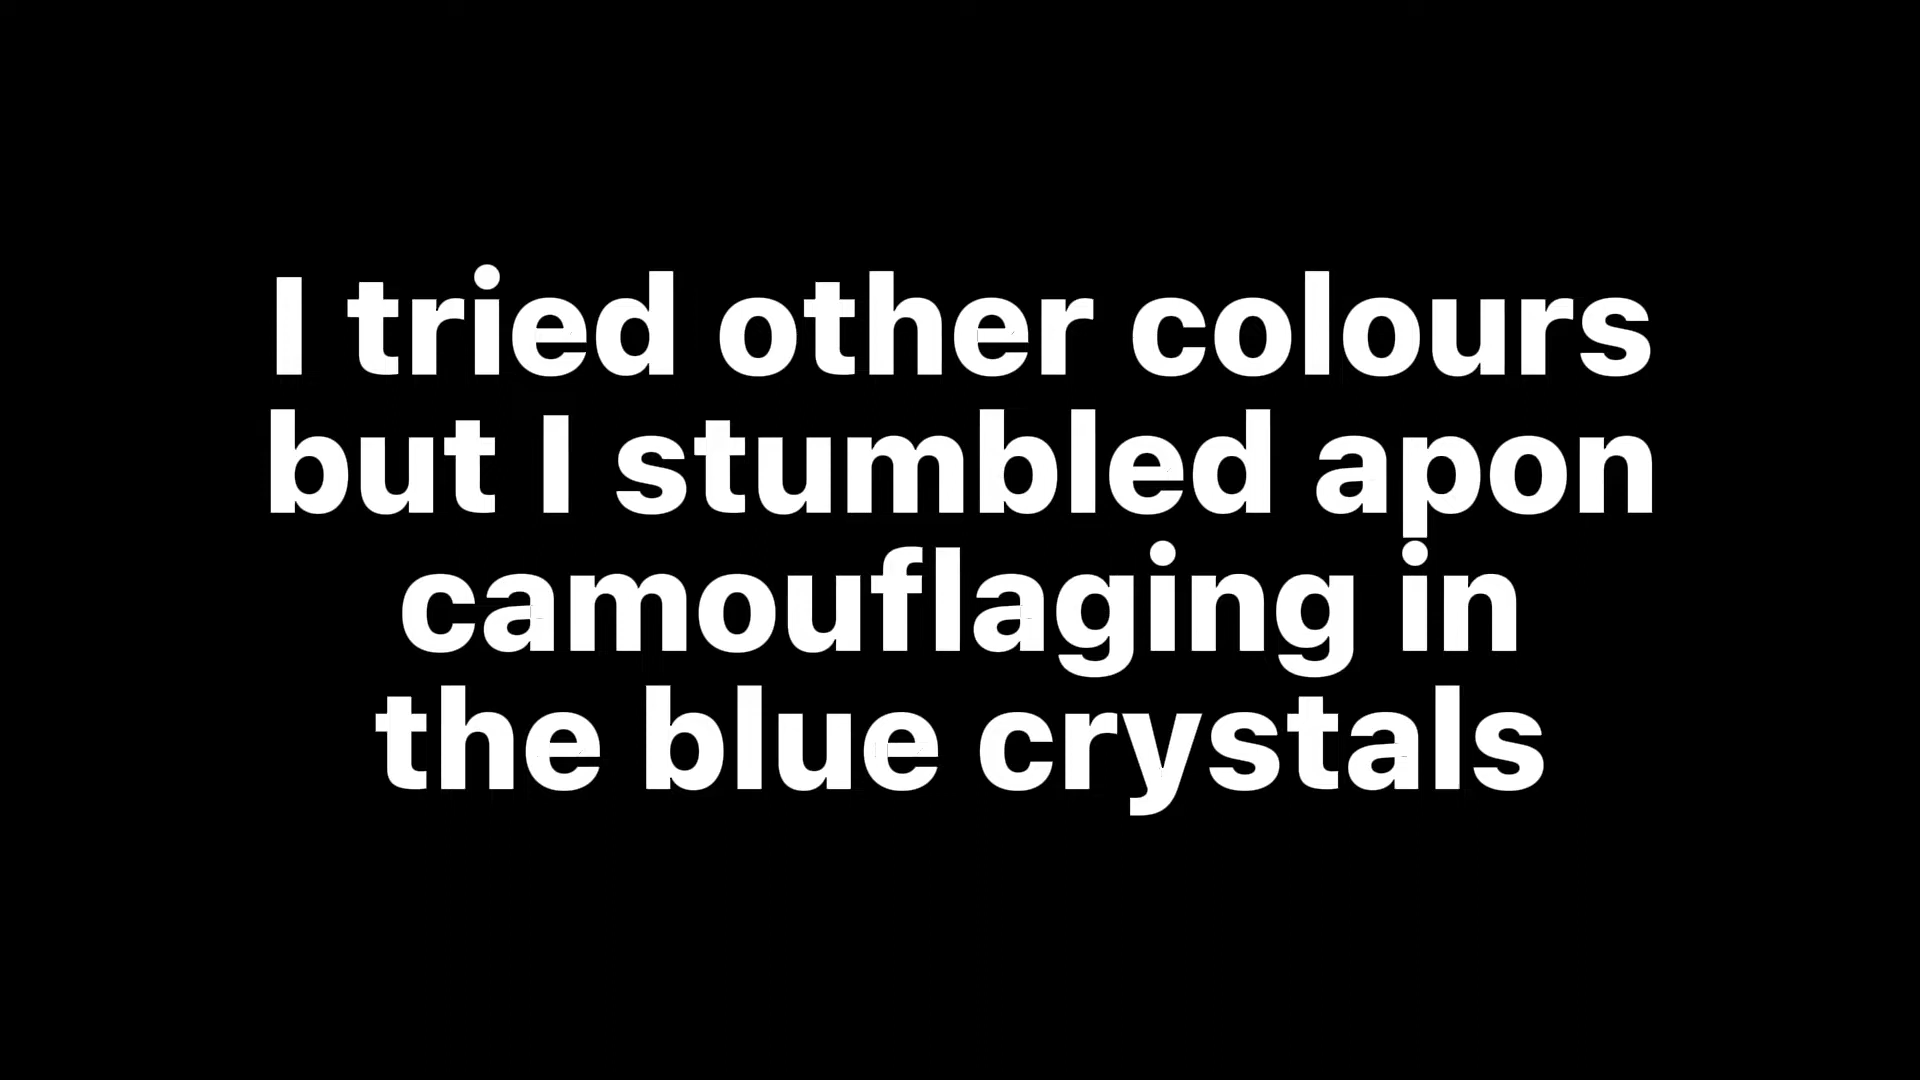 I tried other colours
but I stumbled apon
camouflaging in
the blue crystals